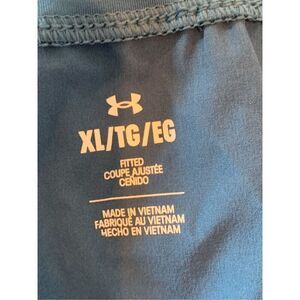 XL/TG/EG
FITTED
COUPE AJUSTÉE
CEÑIDO
MADE IN VIETNAM
FABRIQUÉ AU VIETNAM
HECHO EN VIETNAM